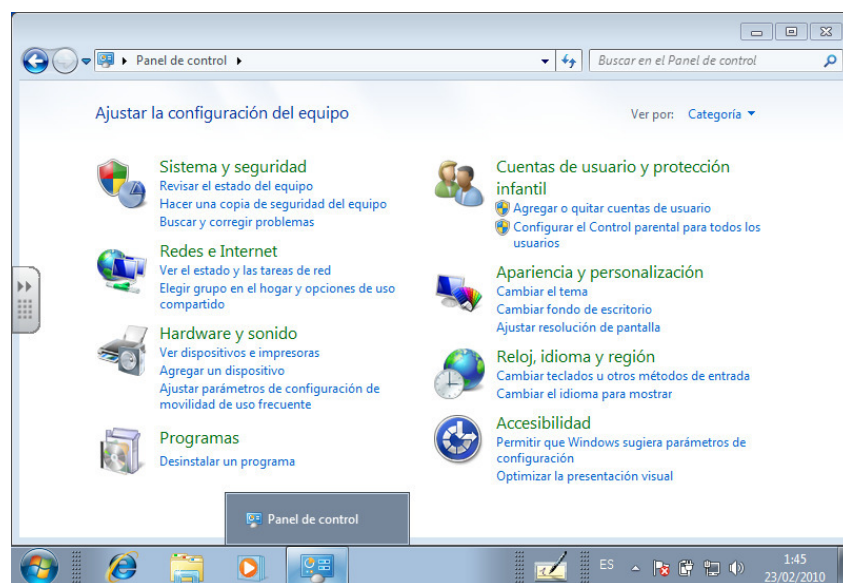 Panel de control
Buscar en el Panel de control
Ajustar la configuración del equipo
Ver por: Categoría
Sistema y seguridad
Revisar el estado del equipo
Hacer una copia de seguridad del equipo
Buscar y corregir problemas
Redes e Internet
Ver el estado y las tareas de red
Elegir grupo en el hogar y opciones de uso
compartido
Hardware y sonido
Ver dispositivos e impresoras
Agregar un dispositivo
Ajustar parámetros de configuración de
movilidad de uso frecuente
Programas
Desinstalar un programa
Cuentas de usuario y protección
infantil
Agregar o quitar cuentas de usuario
Configurar el Control parental para todos los
usuarios
Apariencia y personalización
Cambiar el tema
Cambiar fondo de escritorio
Ajustar resolución de pantalla
Reloj, idioma y región
Cambiar teclados u otros métodos de entrada
Cambiar el idioma para mostrar
Accesibilidad
Permitir que Windows sugiera parámetros de
configuración
Optimizar la presentación visual
Panel de control
ES
1:45
23/02/2010